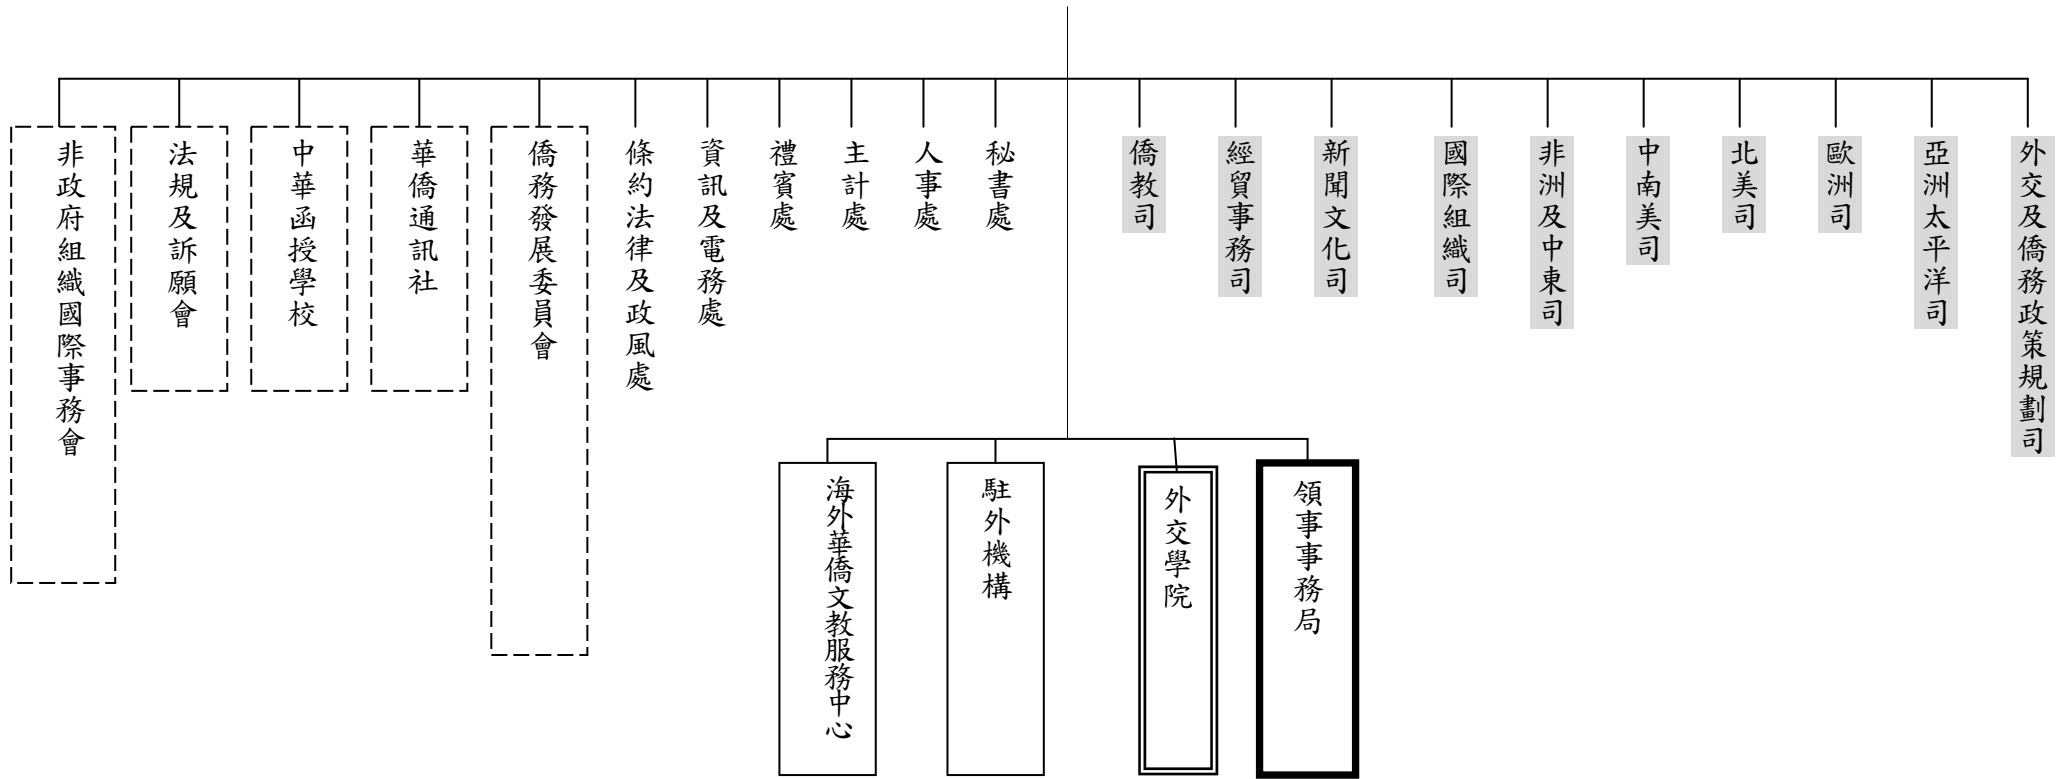 外交及僑務政策規劃司
亞洲太平洋司
歐洲司
北美司
中南美司
非洲及中東司
國際組織司
新聞文化司
經貿事務司
僑教司
秘書處
人事處
主計處
禮賓處
資訊及電務處
條約法律及政風處
僑務發展委員會
華僑通訊社
中華函授學校
法規及訴願會
非政府組織國際事務會
領事事務局
外交學院
駐外機構
海外華僑文教服務中心